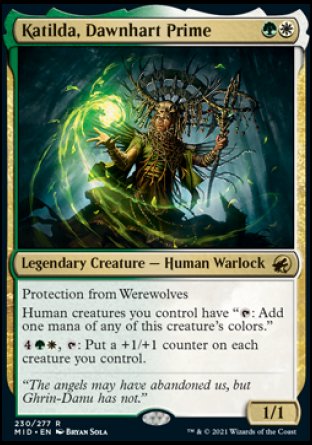 Katilda, Dawnhart Prime
Legendary Creature — Human Warlock
Protection from Werewolves
Human creatures you control have “: Add
one mana of any of this creature's colors.”
4, : Put a +1/+1 counter on each
creature you control.
“The angels may have abandoned us, but
Ghrin-Danu has not.”
1/1
230/277 R
MID • EN Bryan Sola
™ & © 2021 Wizards of the Coast